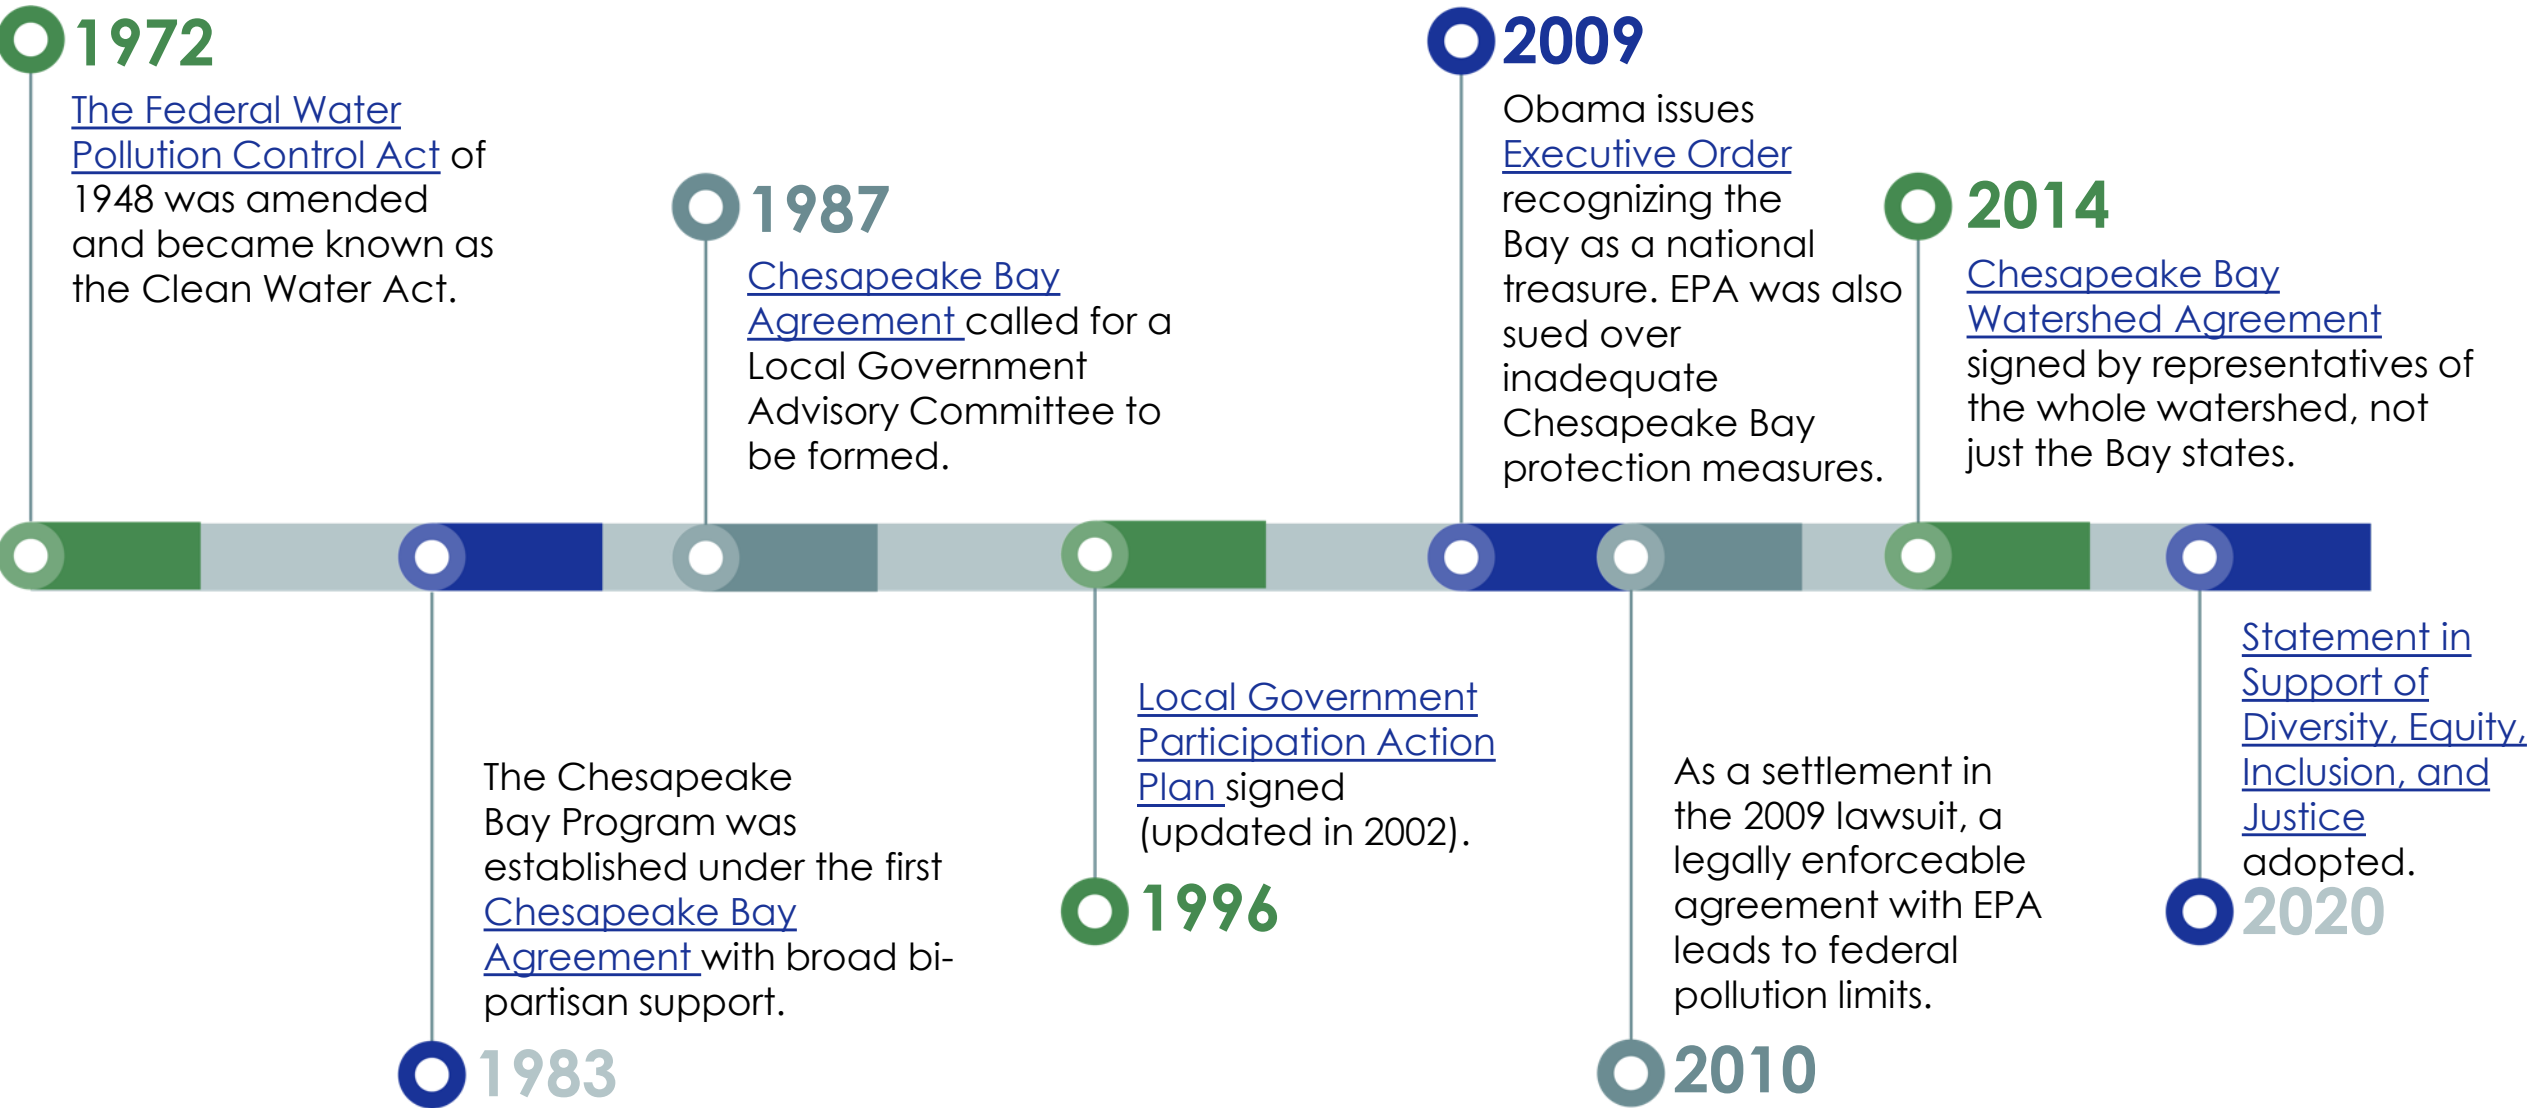 1972
The Federal Water
Pollution Control Act of
1948 was amended
and became known as
the Clean Water Act.
1987
Chesapeake Bay
Agreement called for a
Local Government
Advisory Committee to
be formed.
2009
Obama issues
Executive Order
recognizing the
Bay as a national
treasure. EPA was also
sued over
inadequate
Chesapeake Bay
protection measures.
2014
Chesapeake Bay
Watershed Agreement
signed by representatives of
the whole watershed, not
just the Bay states.
The Chesapeake
Bay Program was
established under the first
Chesapeake Bay
Agreement with broad bi-
partisan support.
1983
Local Government
Participation Action
Plan signed
(updated in 2002).
1996
As a settlement in
the 2009 lawsuit, a
legally enforceable
agreement with EPA
leads to federal
pollution limits.
2010
Statement in
Support of
Diversity, Equity,
Inclusion, and
Justice
adopted.
2020